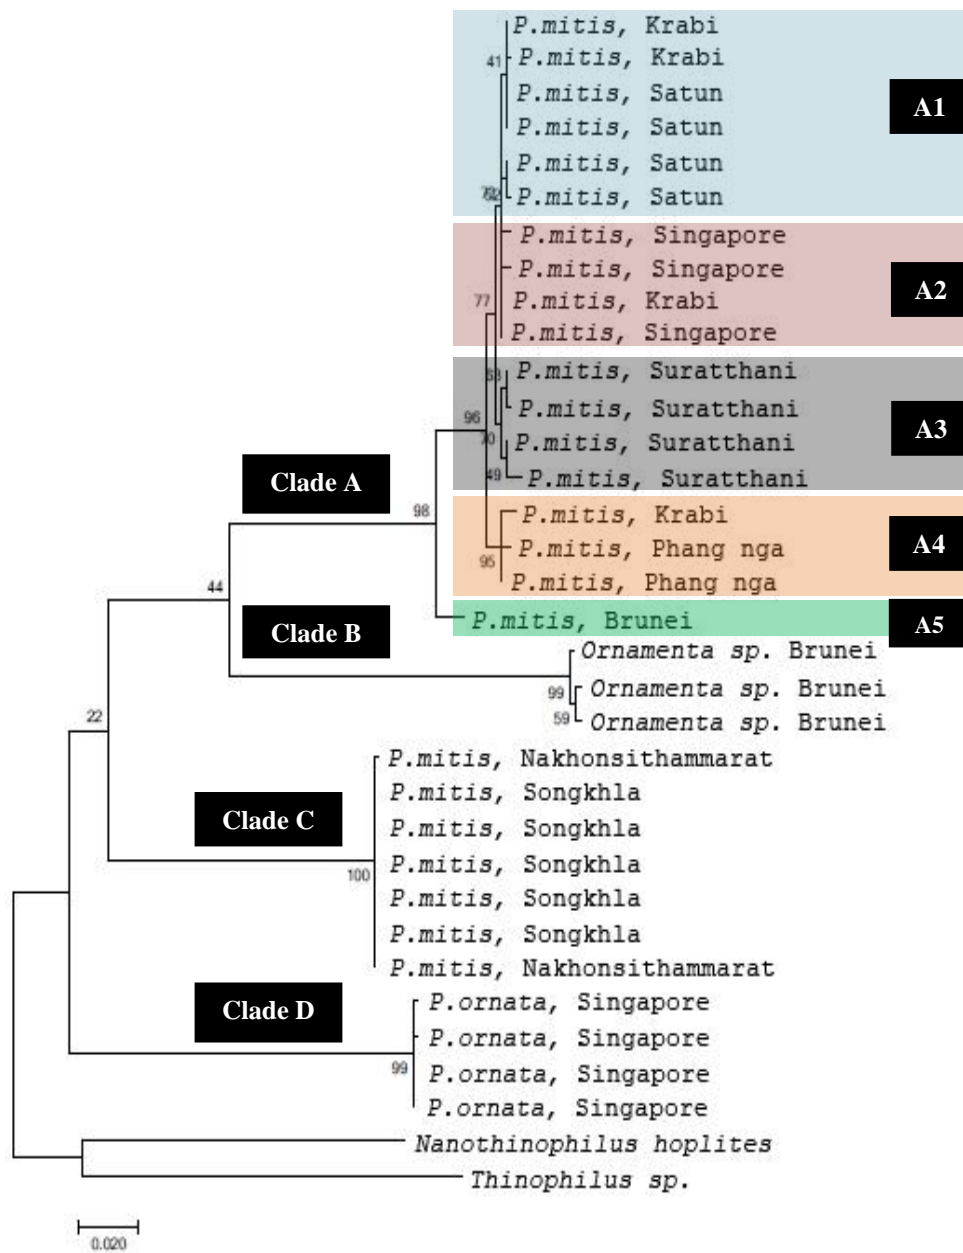 P.mitis, Krabi
41
P.mitis, Krabi
P.mitis, Satun
A1
P.mitis, Satun
P.mitis, Satun
P.mitis, Satun
P.mitis, Singapore
P.mitis, Singapore
A2
77
P.mitis, Krabi
P.mitis, Singapore
P.mitis, Suratthani
P.mitis, Suratthani
96
A3
70
P.mitis, Suratthani
49
P.mitis, Suratthani
Clade A
98
P.mitis, Krabi
P.mitis, Phang nga
A4
95
P.mitis, Phang nga
44
P.mitis, Brunei
A5
Clade B
Ornamenta sp. Brunei
99
Ornamenta sp. Brunei
59
Ornamenta sp. Brunei
22
P.mitis, Nakhonsithammarat
P.mitis, Songkhla
Clade C
P.mitis, Songkhla
P.mitis, Songkhla
100
P.mitis, Songkhla
P.mitis, Songkhla
P.mitis, Nakhonsithammarat
P.ornata, Singapore
Clade D
P.ornata, Singapore
99
P.ornata, Singapore
P.ornata, Singapore
Nanothinophilus hoplites
Thinophilus sp.
0.020